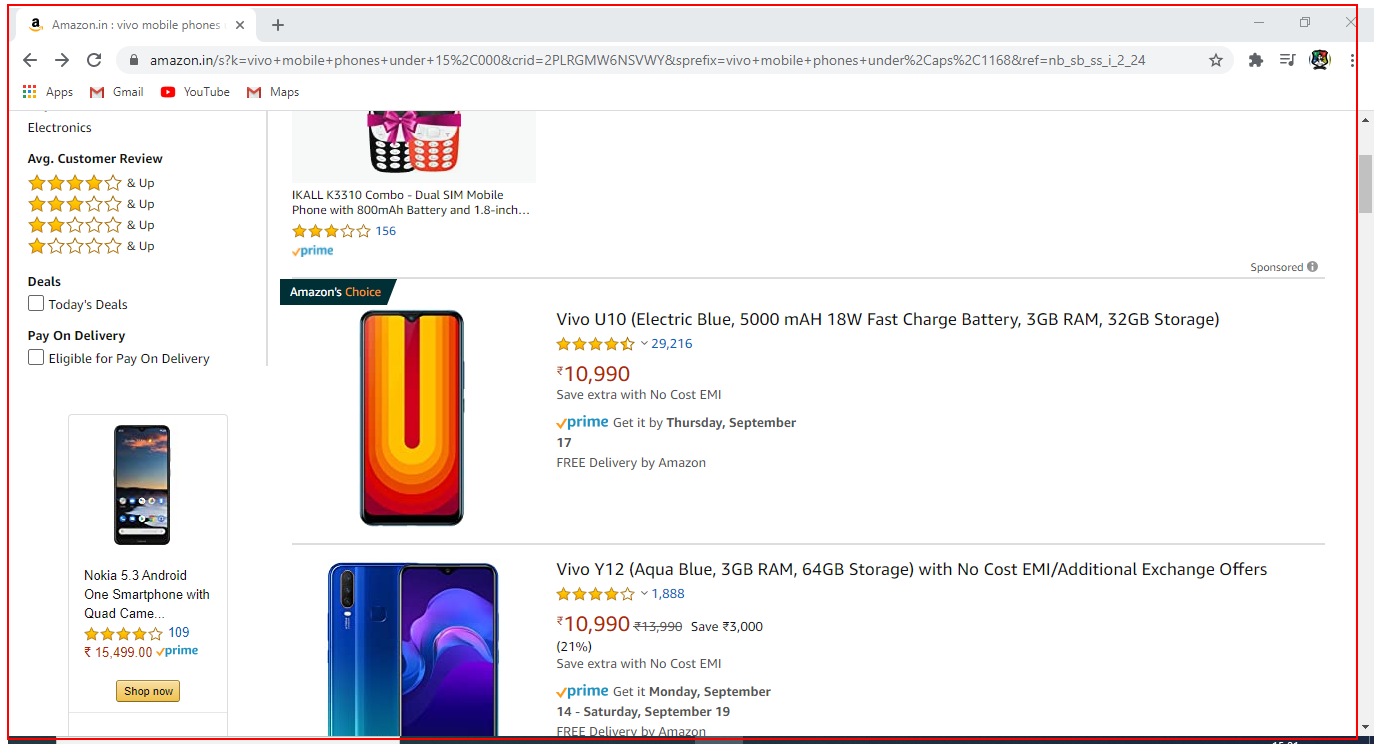 Amazon.in : vivo mobile phones
amazon.in/s?k=vivo+mobile+phones+under+15%2C000&crid=2PLRGMW6NSVWY&sprefix=vivo+mobile+phones+under%2Caps%2C1168&ref=nb_sb_ss_i_2_24
Apps Gmail YouTube Maps
Electronics
Avg. Customer Review
& Up
& Up
& Up
& Up
Deals
Today's Deals
Pay On Delivery
Eligible for Pay On Delivery
Nokia 5.3 Android
One Smartphone with
Quad Came...
109
₹ 15,499.00 prime
Shop now
IKALL K3310 Combo - Dual SIM Mobile
Phone with 800mAh Battery and 1.8-inch…
156
prime
Sponsored
Amazon's Choice
Vivo U10 (Electric Blue, 5000 mAH 18W Fast Charge Battery, 3GB RAM, 32GB Storage)
29,216
₹10,990
Save extra with No Cost EMI
prime Get it by Thursday, September
17
FREE Delivery by Amazon
Vivo Y12 (Aqua Blue, 3GB RAM, 64GB Storage) with No Cost EMI/Additional Exchange Offers
1,888
₹10,990 ₹13,990 Save ₹3,000
(21%)
Save extra with No Cost EMI
prime Get it Monday, September
14 - Saturday, September 19
FREE Delivery by Amazon